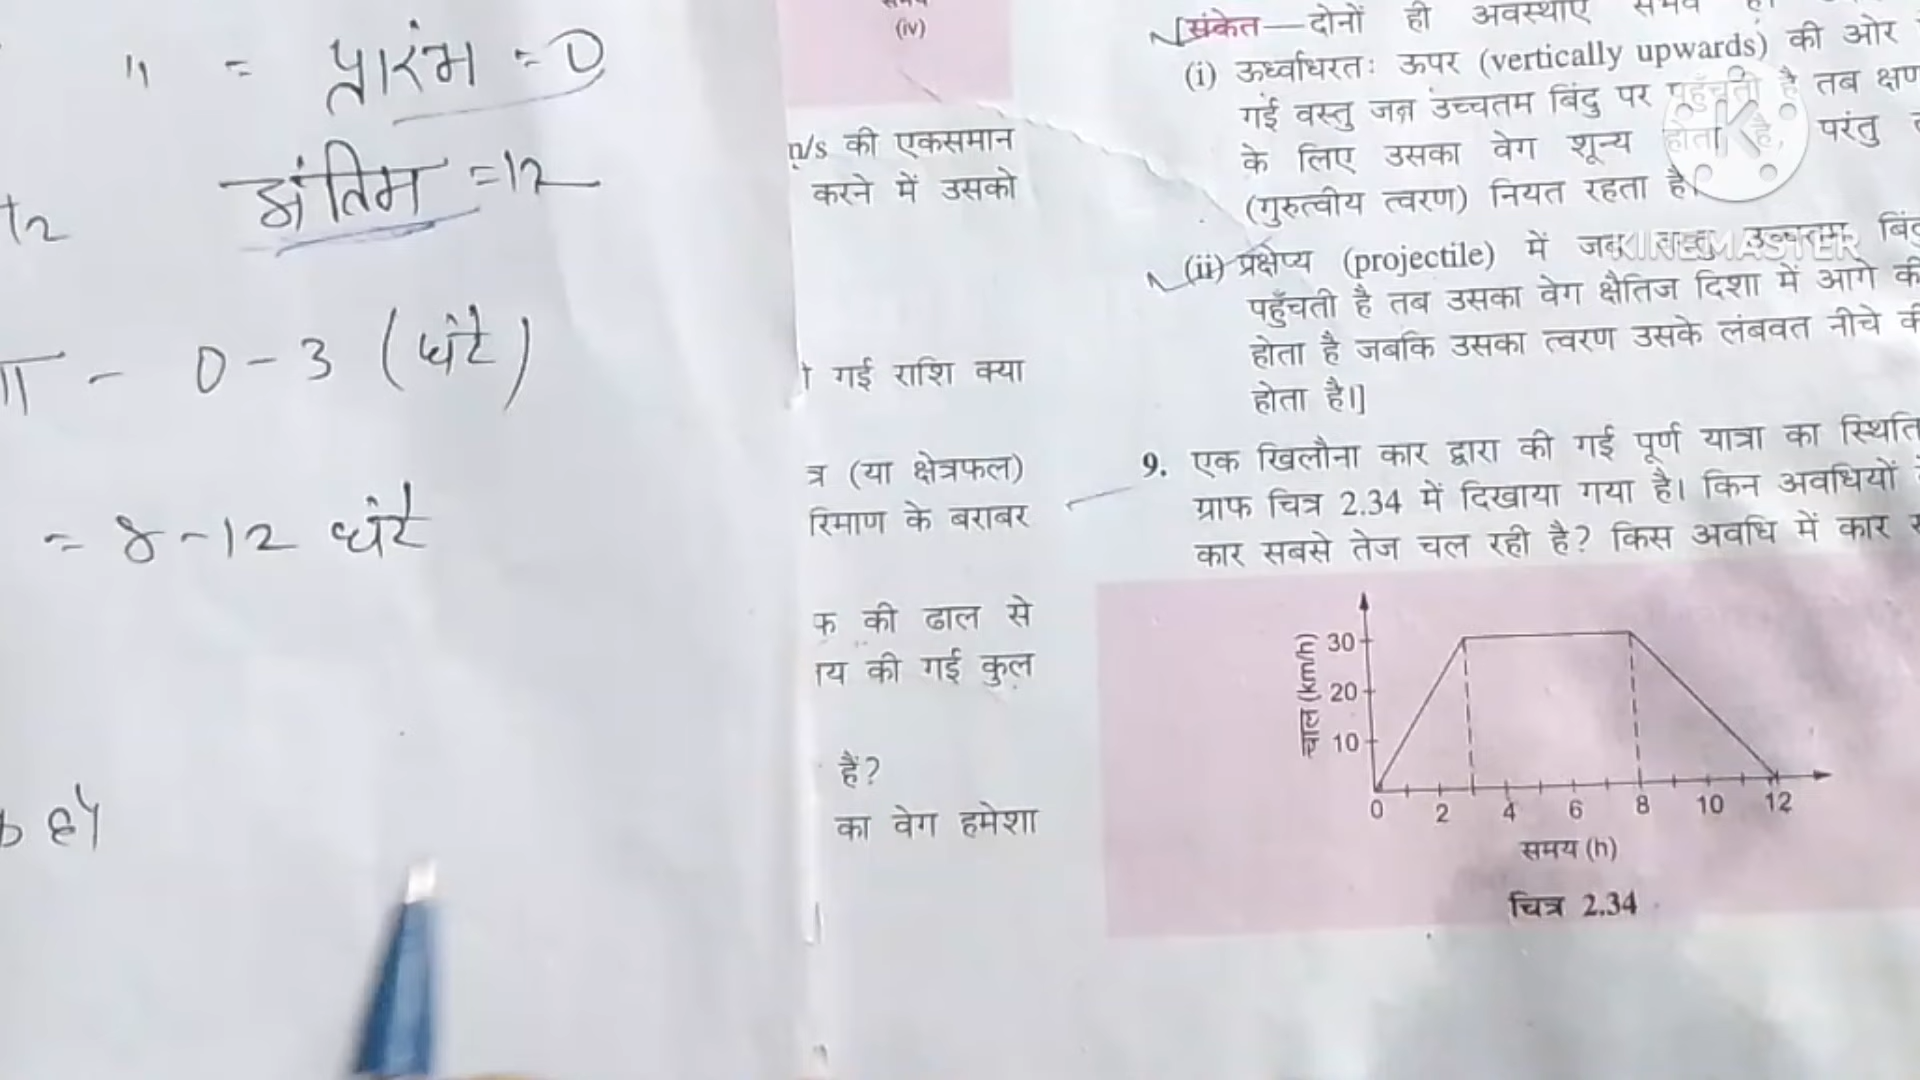 " = प्रारंभ = 0
अंतिम = 12
t2
- 0 - 3 (घंटे)
= 8 - 12 घंटे
(iv)
n/s की एकसमान
करने में उसको
गई राशि क्या
त्र (या क्षेत्रफल)
रिमाण के बराबर
फ की ढाल से
ाय की गई कुल
हैं?
का वेग हमेशा
[संकेत—दोनों ही अवस्थाएँ
(i) ऊर्ध्वाधरतः ऊपर (vertically upwards) की ओर
गई वस्तु जब उच्चतम बिंदु पर पहुँचती है तब क्षण
के लिए उसका वेग शून्य होता है, परंतु
(गुरुत्वीय त्वरण) नियत रहता है।
KINEMASTER
(ii) प्रक्षेप्य (projectile) में जब वस्तु उच्चतम बिंदु
पहुँचती है तब उसका वेग क्षैतिज दिशा में आगे की
होता है जबकि उसका त्वरण उसके लंबवत नीचे की
होता है।]
9. एक खिलौना कार द्वारा की गई पूर्ण यात्रा का स्थिति
ग्राफ चित्र 2.34 में दिखाया गया है। किन अवधियों
कार सबसे तेज चल रही है? किस अवधि में कार
चाल (km/h)
30
20
10
0 2 4 6 8 10 12
समय (h)
चित्र 2.34